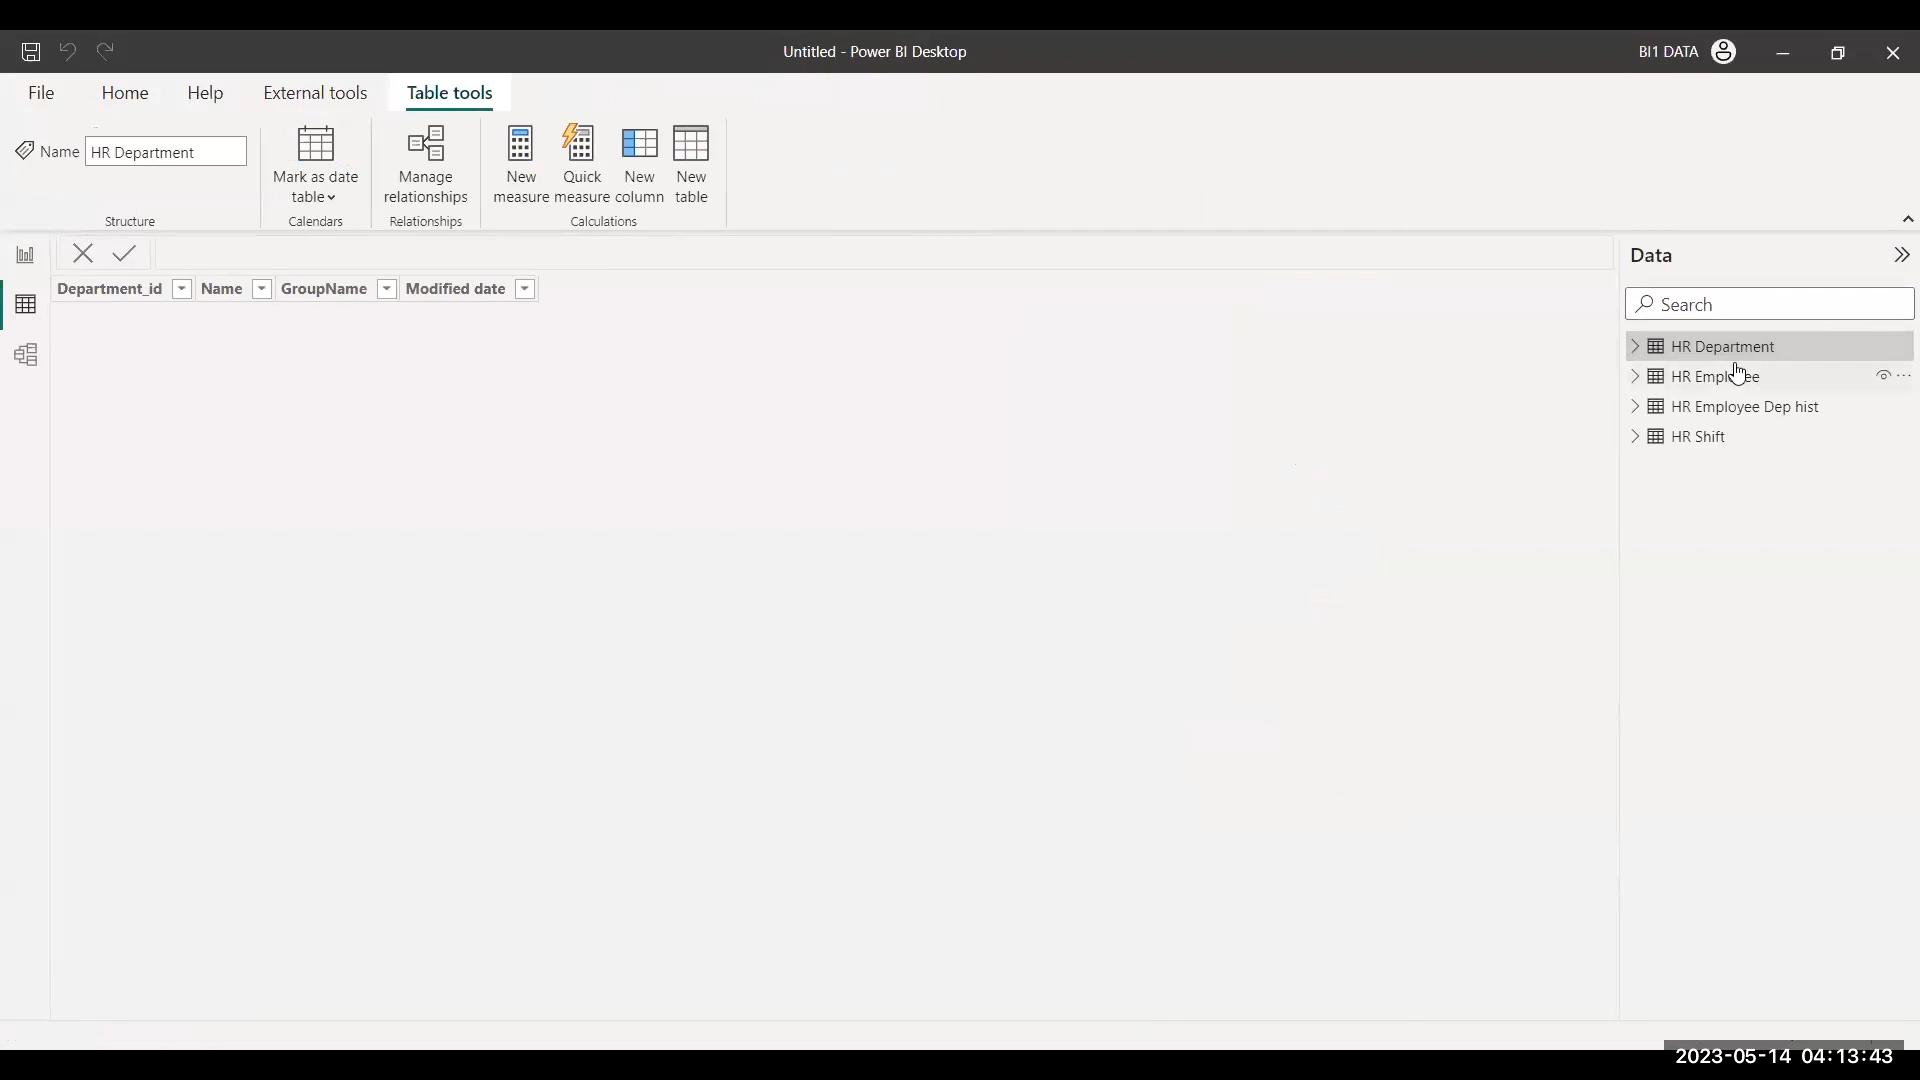 Untitled - Power BI Desktop
BI1 DATA
File Home Help External tools Table tools
Name HR Department
Mark as date
table
Manage
relationships
New
measure
Quick
measure
New
column
New
table
Structure Calendars Relationships Calculations
Data
Department_id Name GroupName Modified date
Search
HR Department
HR Employee
HR Employee Dep hist
HR Shift
2023-05-14 04:13:43